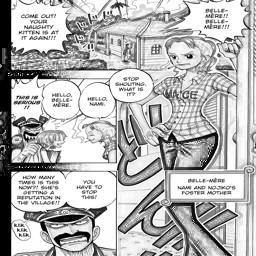 COME OUT!!
YOUR
NAUGHTY
KITTEN IS AT
IT AGAIN!!!
BELLE-
MÈRE!!
BELLE-
MÈRE!!!
STOP
SHOUTING.
WHAT IS
IT?
THIS IS
SERIOUS
!!
HELLO,
BELLE-
MÈRE.
HELLO,
NAMI.
BELLE-MÈRE
NAMI AND NOJIKO'S
FOSTER MOTHER
HOW MANY
TIMES IS THIS
NOW?! SHE'S
GETTING A
REPUTATION IN
THE VILLAGE!!
YOU HAVE
TO STOP
THIS!